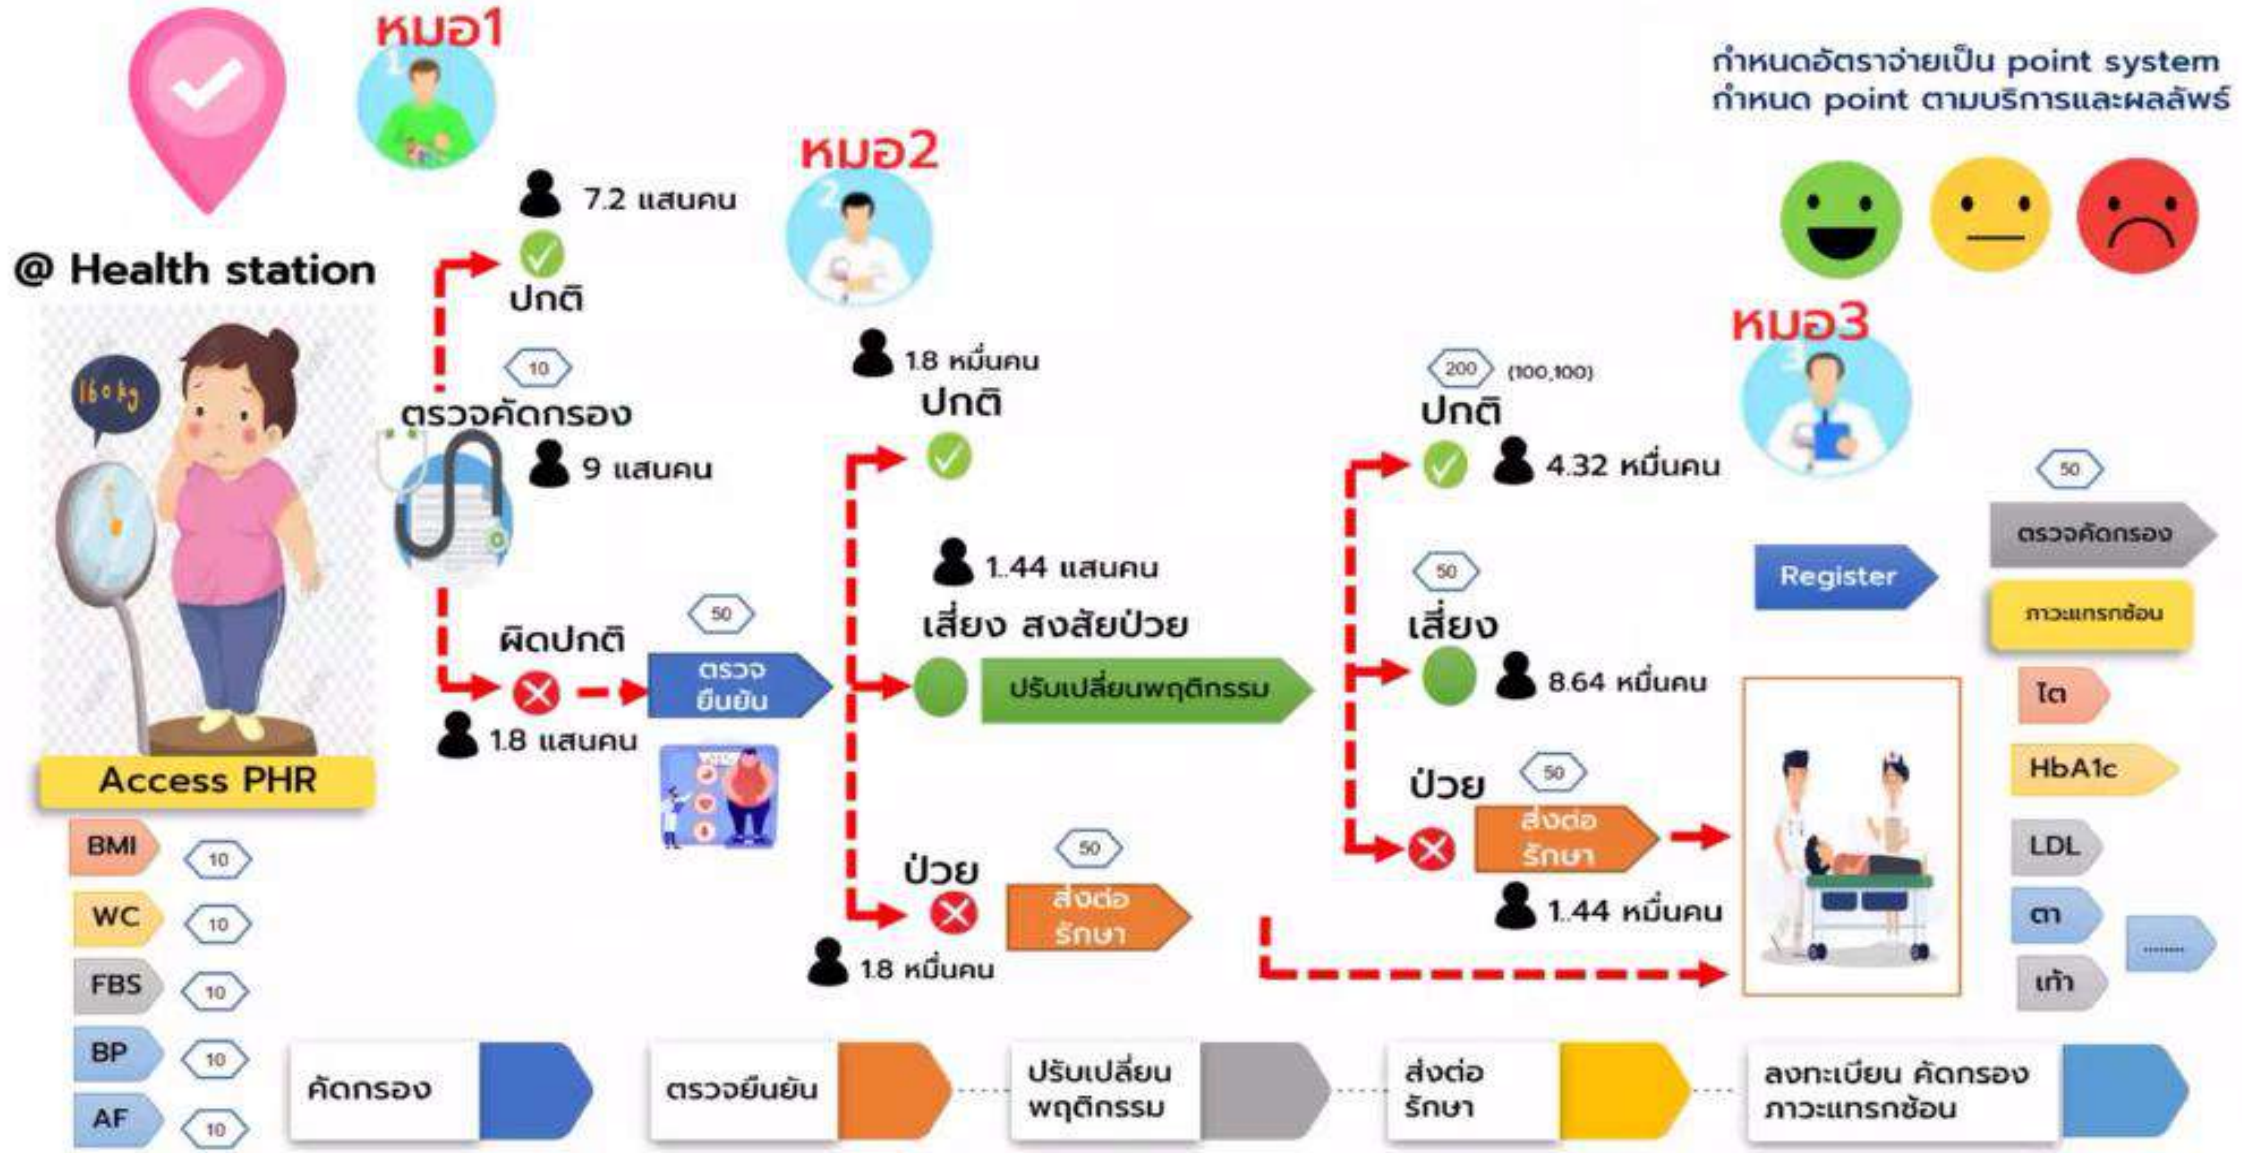 หมอ1
1
กำหนดอัตราจ่ายเป็น point system
กำหนด point ตามบริการและผลลัพธ์
หมอ2
2
7.2 แสนคน
@ Health station
ปกติ
160 kg
10
ตรวจคัดกรอง
9 แสนคน
1.8 หมื่นคน
ปกติ
หมอ3
3
200 (100,100)
ปกติ
4.32 หมื่นคน
1..44 แสนคน
เสี่ยง สงสัยป่วย
ปรับเปลี่ยนพฤติกรรม
50
เสี่ยง
8.64 หมื่นคน
ผิดปกติ
50
ตรวจ
ยืนยัน
1.8 แสนคน
Register
50
ตรวจคัดกรอง
ภาวะแทรกซ้อน
ไต
HbA1c
LDL
ตา
........
เท้า
ป่วย
50
ส่งต่อ
รักษา
1..44 หมื่นคน
ป่วย
50
ส่งต่อ
รักษา
1.8 หมื่นคน
Access PHR
BMI
10
WC
10
FBS
10
BP
10
AF
10
คัดกรอง
ตรวจยืนยัน
ปรับเปลี่ยน
พฤติกรรม
ส่งต่อ
รักษา
ลงทะเบียน คัดกรอง
ภาวะแทรกซ้อน